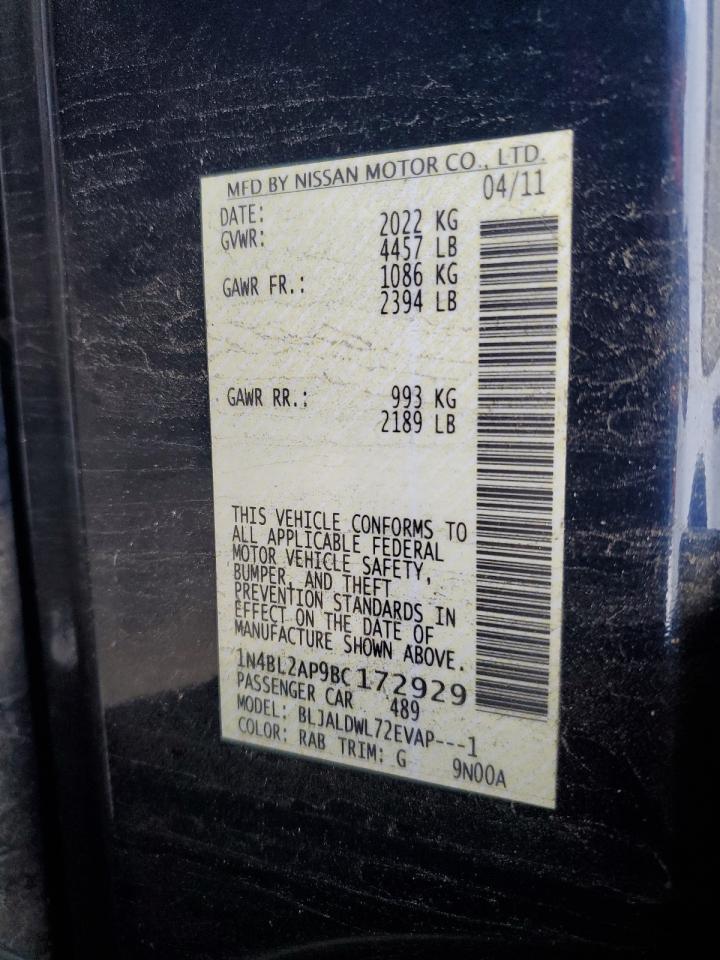 MFD BY NISSAN MOTOR CO., LTD.
DATE: 04/11
GVWR: 2022 KG
4457 LB
GAWR FR.: 1086 KG
2394 LB
GAWR RR.: 993 KG
2189 LB
THIS VEHICLE CONFORMS TO
ALL APPLICABLE FEDERAL
MOTOR VEHICLE SAFETY,
BUMPER, AND THEFT
PREVENTION STANDARDS IN
EFFECT ON THE DATE OF
MANUFACTURE SHOWN ABOVE.
1N4BL2AP9BC172929
PASSENGER CAR 489
MODEL: BLJALDWL72EVAP---1
COLOR: RAB TRIM: G 9N00A